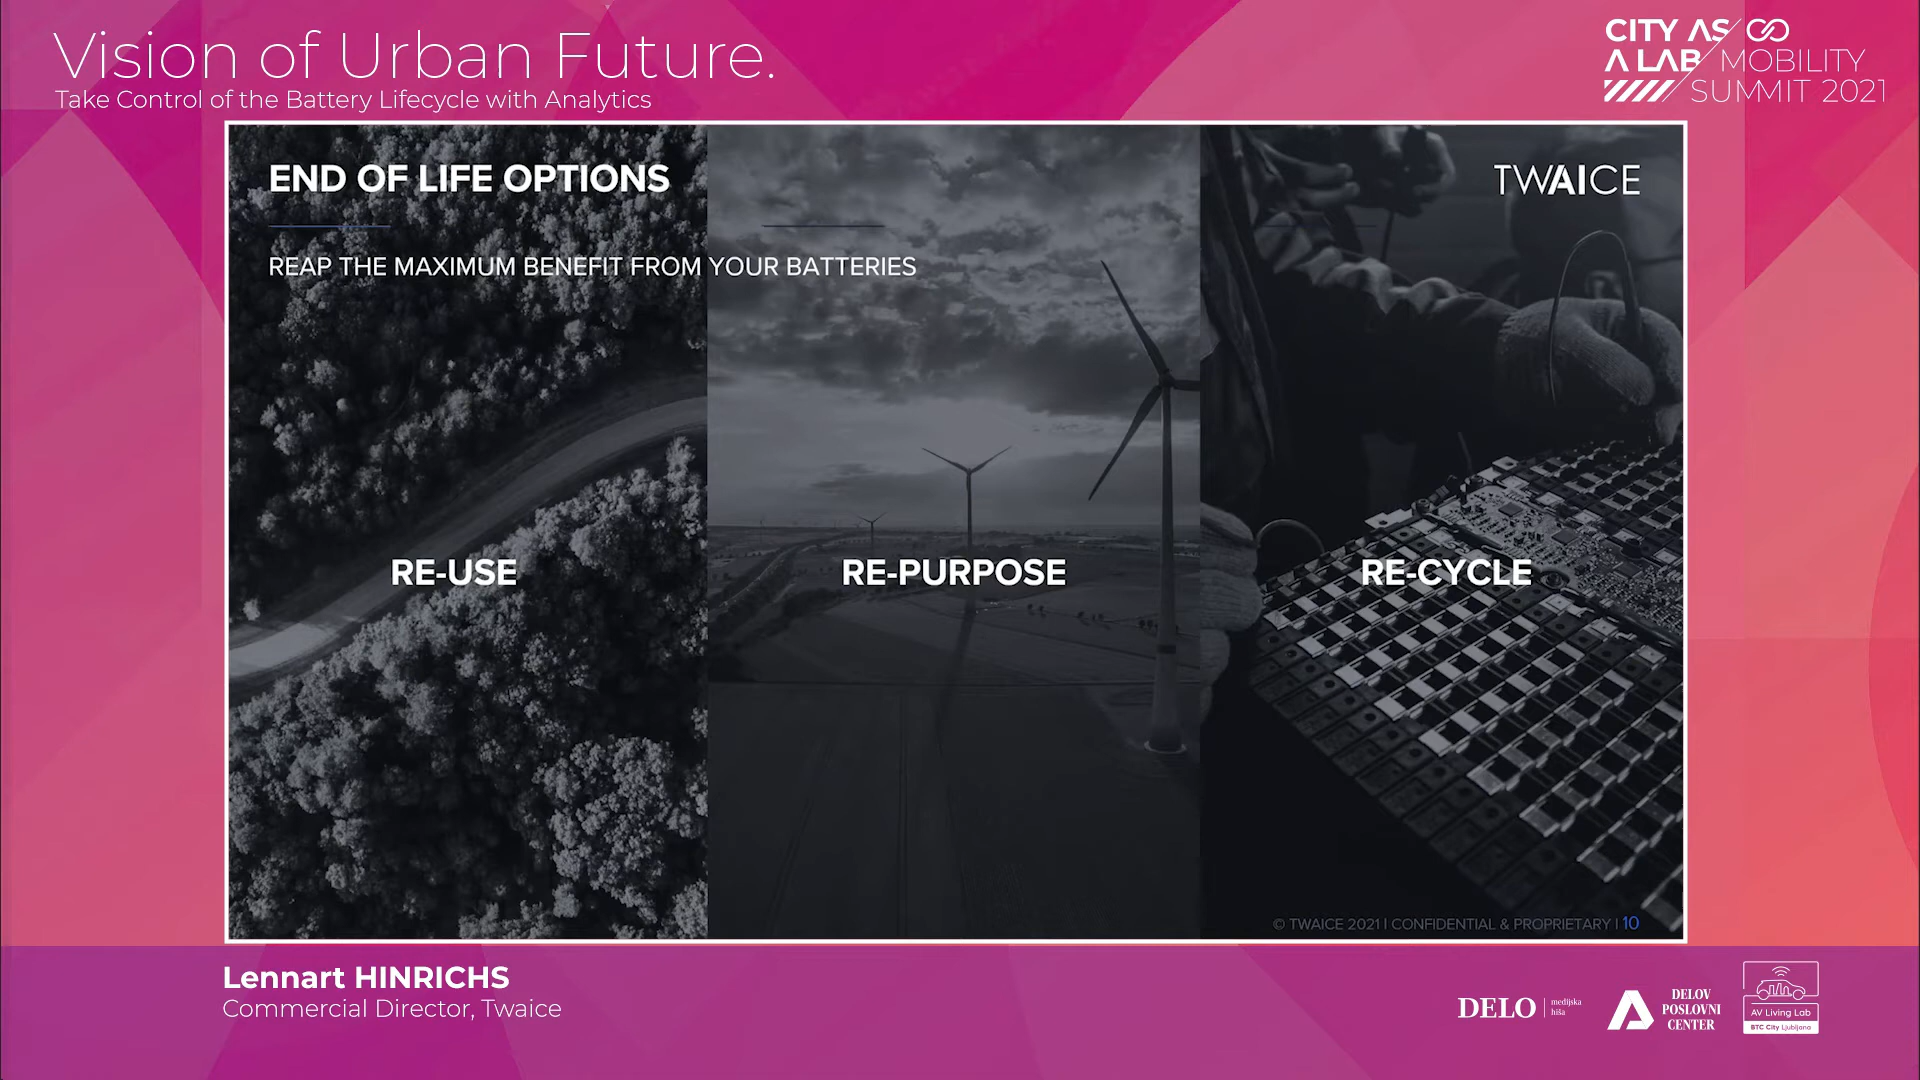 Vision of Urban Future.
Take Control of the Battery Lifecycle with Analytics
CITY AS
A LAB MOBILITY
SUMMIT 2021
END OF LIFE OPTIONS
TWAICE
REAP THE MAXIMUM BENEFIT FROM YOUR BATTERIES
RE-USE
RE-PURPOSE
RE-CYCLE
© TWAICE 2021 I CONFIDENTIAL & PROPRIETARY I 10
Lennart HINRICHS
Commercial Director, Twaice
DELO
medijska
hiša
DELOV
POSLOVNI
CENTER
AV Living Lab
BTC City Ljubljana